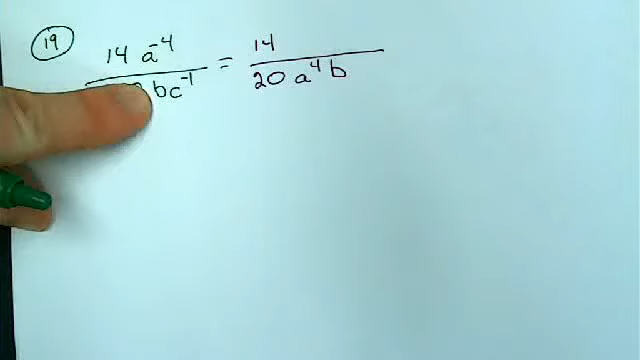 19
14 a⁻⁴ = 14
bc⁻¹ 20 a⁴ b